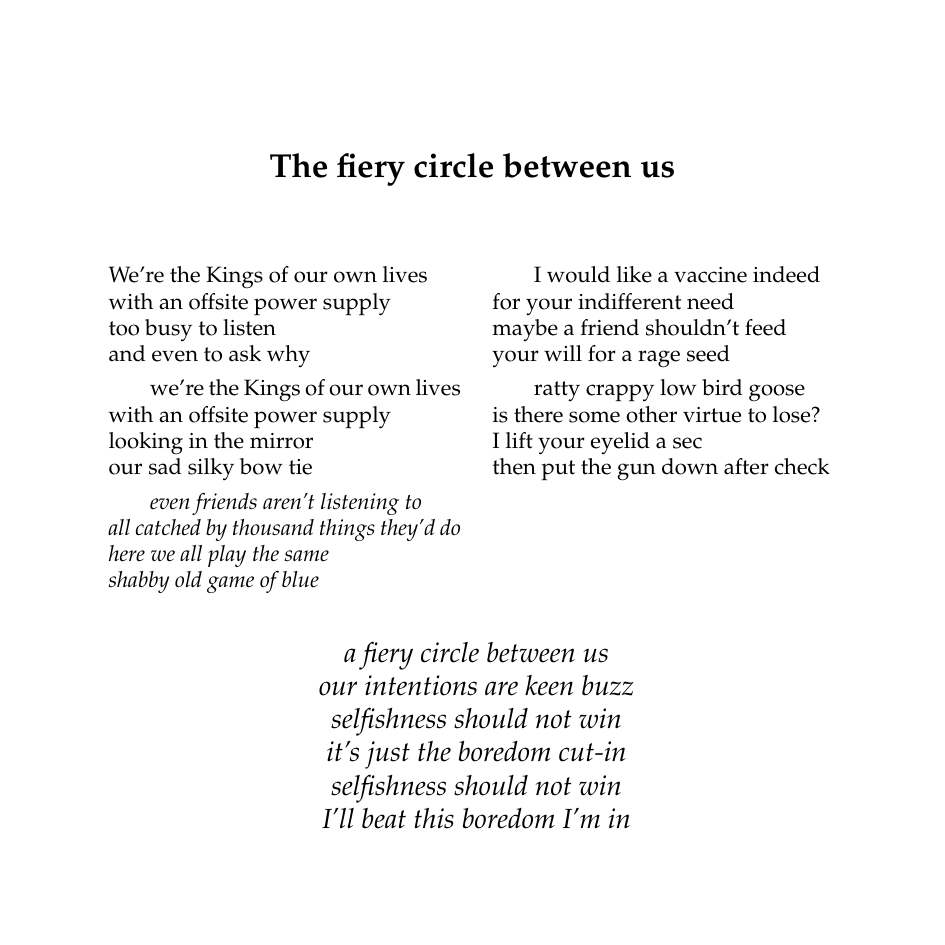 The fiery circle between us
We're the Kings of our own lives
with an offsite power supply
too busy to listen
and even to ask why
we're the Kings of our own lives
with an offsite power supply
looking in the mirror
our sad silky bow tie
even friends aren't listening to
all catched by thousand things they'd do
here we all play the same
shabby old game of blue
I would like a vaccine indeed
for your indifferent need
maybe a friend shouldn't feed
your will for a rage seed
ratty crappy low bird goose
is there some other virtue to lose?
I lift your eyelid a sec
then put the gun down after check
a fiery circle between us
our intentions are keen buzz
selfishness should not win
it's just the boredom cut-in
selfishness should not win
I'll beat this boredom I'm in